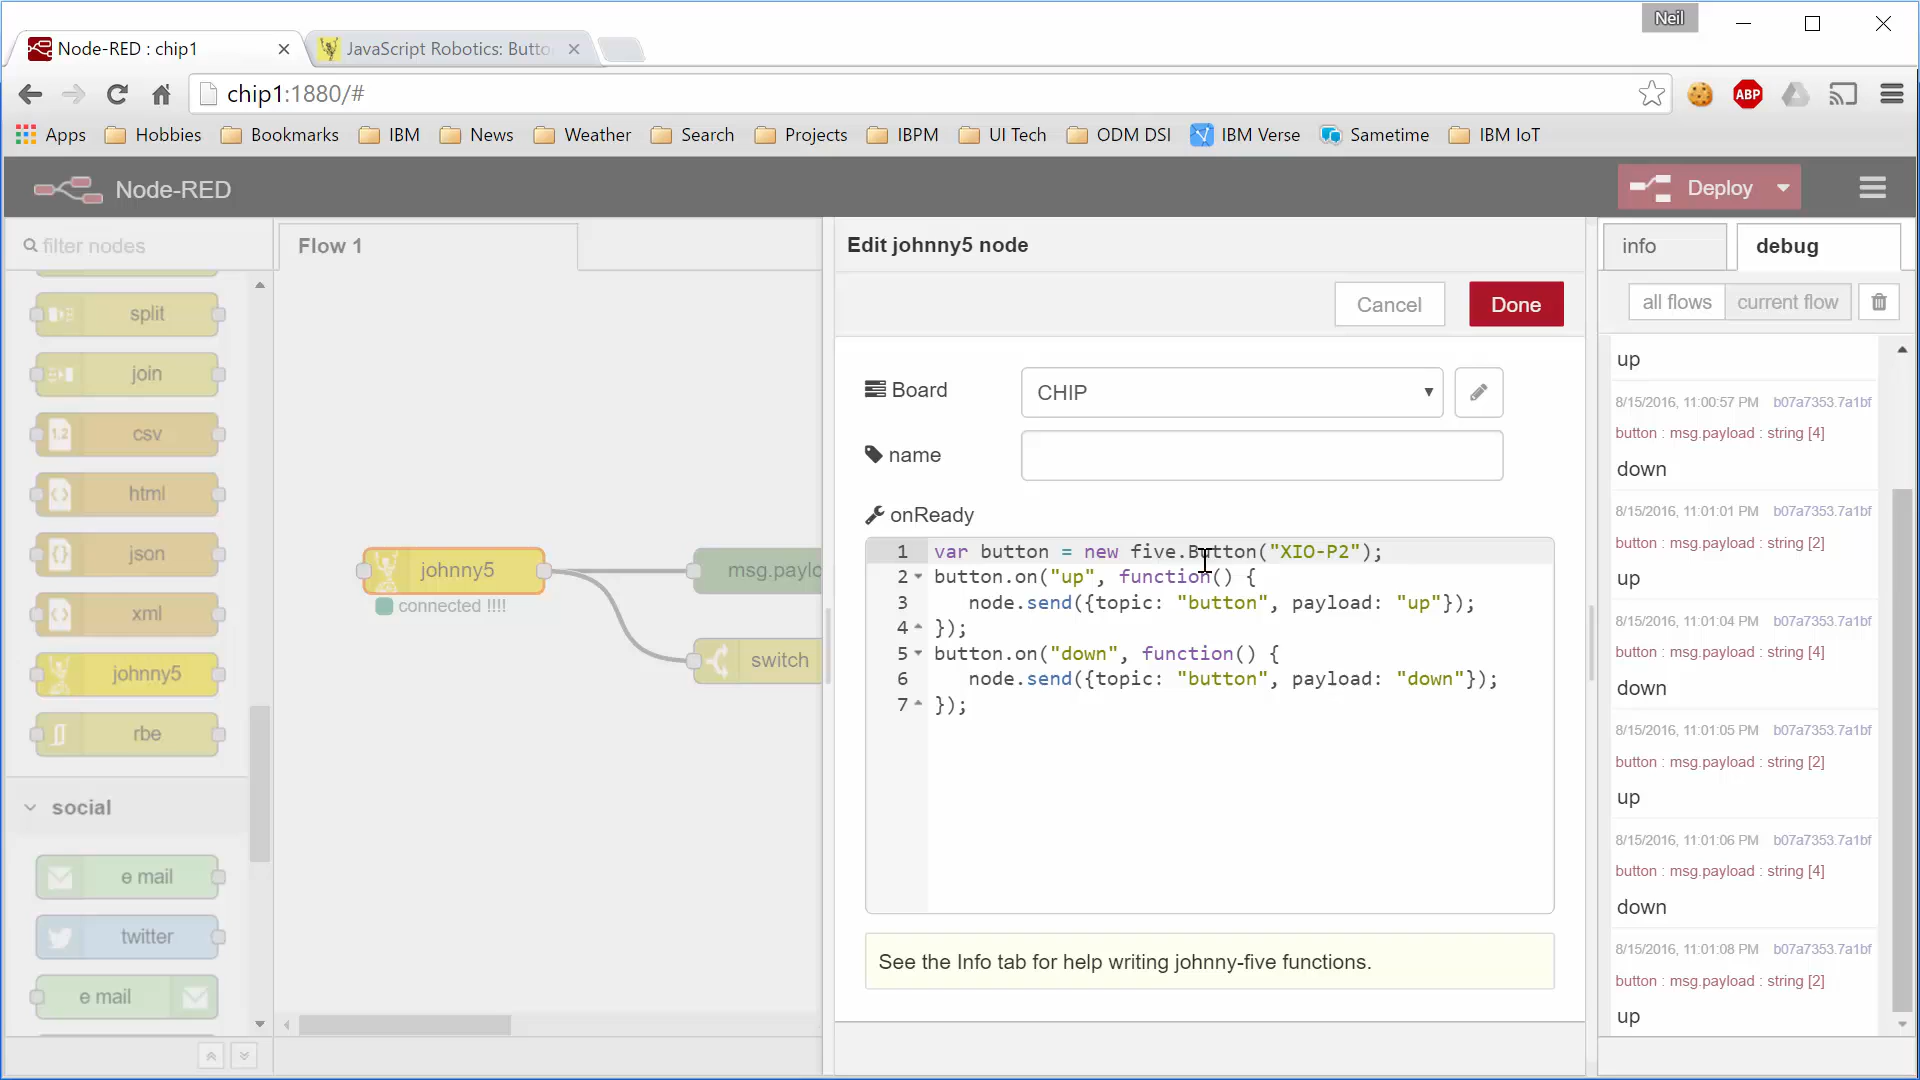 Neil
Node-RED : chip1
JavaScript Robotics: Butto
chip1:1880/#
ABP
Apps Hobbies Bookmarks IBM News Weather Search Projects IBPM UI Tech ODM DSI IBM Verse Sametime IBM IoT
Node-RED
Deploy
filter nodes
split
join
1.2 csv
html
json
xml
johnny5
rbe
social
e mail
twitter
e mail
Flow 1
johnny5
connected !!!!
msg.paylo
switch
Edit johnny5 node
Cancel
Done
Board
CHIP
name
onReady
1 var button = new five.Button("XIO-P2");
2 button.on("up", function() {
3 node.send({topic: "button", payload: "up"});
4 });
5 button.on("down", function() {
6 node.send({topic: "button", payload: "down"});
7 });
See the Info tab for help writing johnny-five functions.
info
debug
all flows
current flow
up
8/15/2016, 11:00:57 PM b07a7353.7a1bf
button : msg.payload : string [4]
down
8/15/2016, 11:01:01 PM b07a7353.7a1bf
button : msg.payload : string [2]
up
8/15/2016, 11:01:04 PM b07a7353.7a1bf
button : msg.payload : string [4]
down
8/15/2016, 11:01:05 PM b07a7353.7a1bf
button : msg.payload : string [2]
up
8/15/2016, 11:01:06 PM b07a7353.7a1bf
button : msg.payload : string [4]
down
8/15/2016, 11:01:08 PM b07a7353.7a1bf
button : msg.payload : string [2]
up